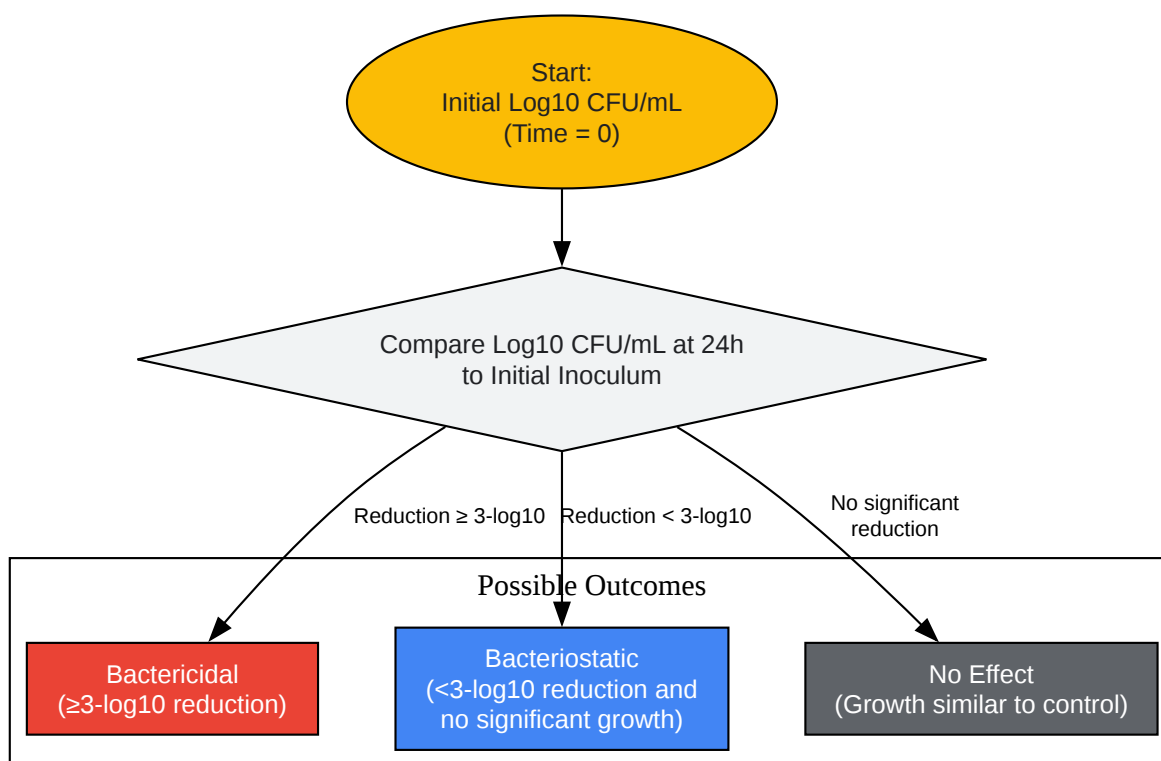 Start:
Initial Log10 CFU/mL
(Time = 0)
Compare Log10 CFU/mL at 24h
to Initial Inoculum
Reduction ≥ 3-log10
Reduction < 3-log10
No significant
reduction
Possible Outcomes
Bactericidal
(≥3-log10 reduction)
Bacteriostatic
(<3-log10 reduction and
no significant growth)
No Effect
(Growth similar to control)